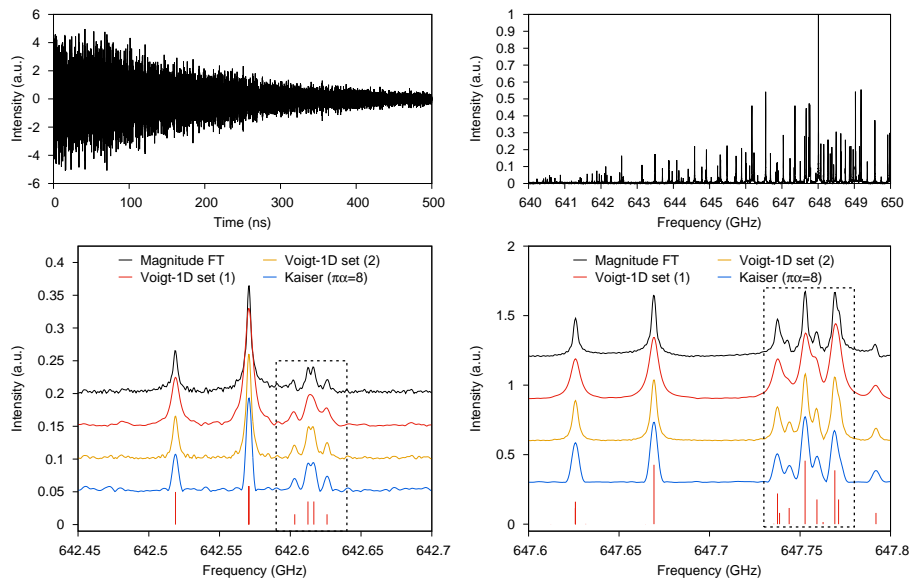 6
4
2
0
-2
-4
-6
0 100 200 300 400 500
Time (ns)
Intensity (a.u.)
1
0.9
0.8
0.7
0.6
0.5
0.4
0.3
0.2
0.1
0
640 641 642 643 644 645 646 647 648 649 650
Frequency (GHz)
Intensity (a.u.)
Magnitude FT
Voigt-1D set (1)
Voigt-1D set (2)
Kaiser (πα=8)
0.4
0.35
0.3
0.25
0.2
0.15
0.1
0.05
0
642.45 642.5 642.55 642.6 642.65 642.7
Frequency (GHz)
Intensity (a.u.)
Magnitude FT
Voigt-1D set (1)
Voigt-1D set (2)
Kaiser (πα=8)
2
1.5
1
0.5
0
647.6 647.65 647.7 647.75 647.8
Frequency (GHz)
Intensity (a.u.)